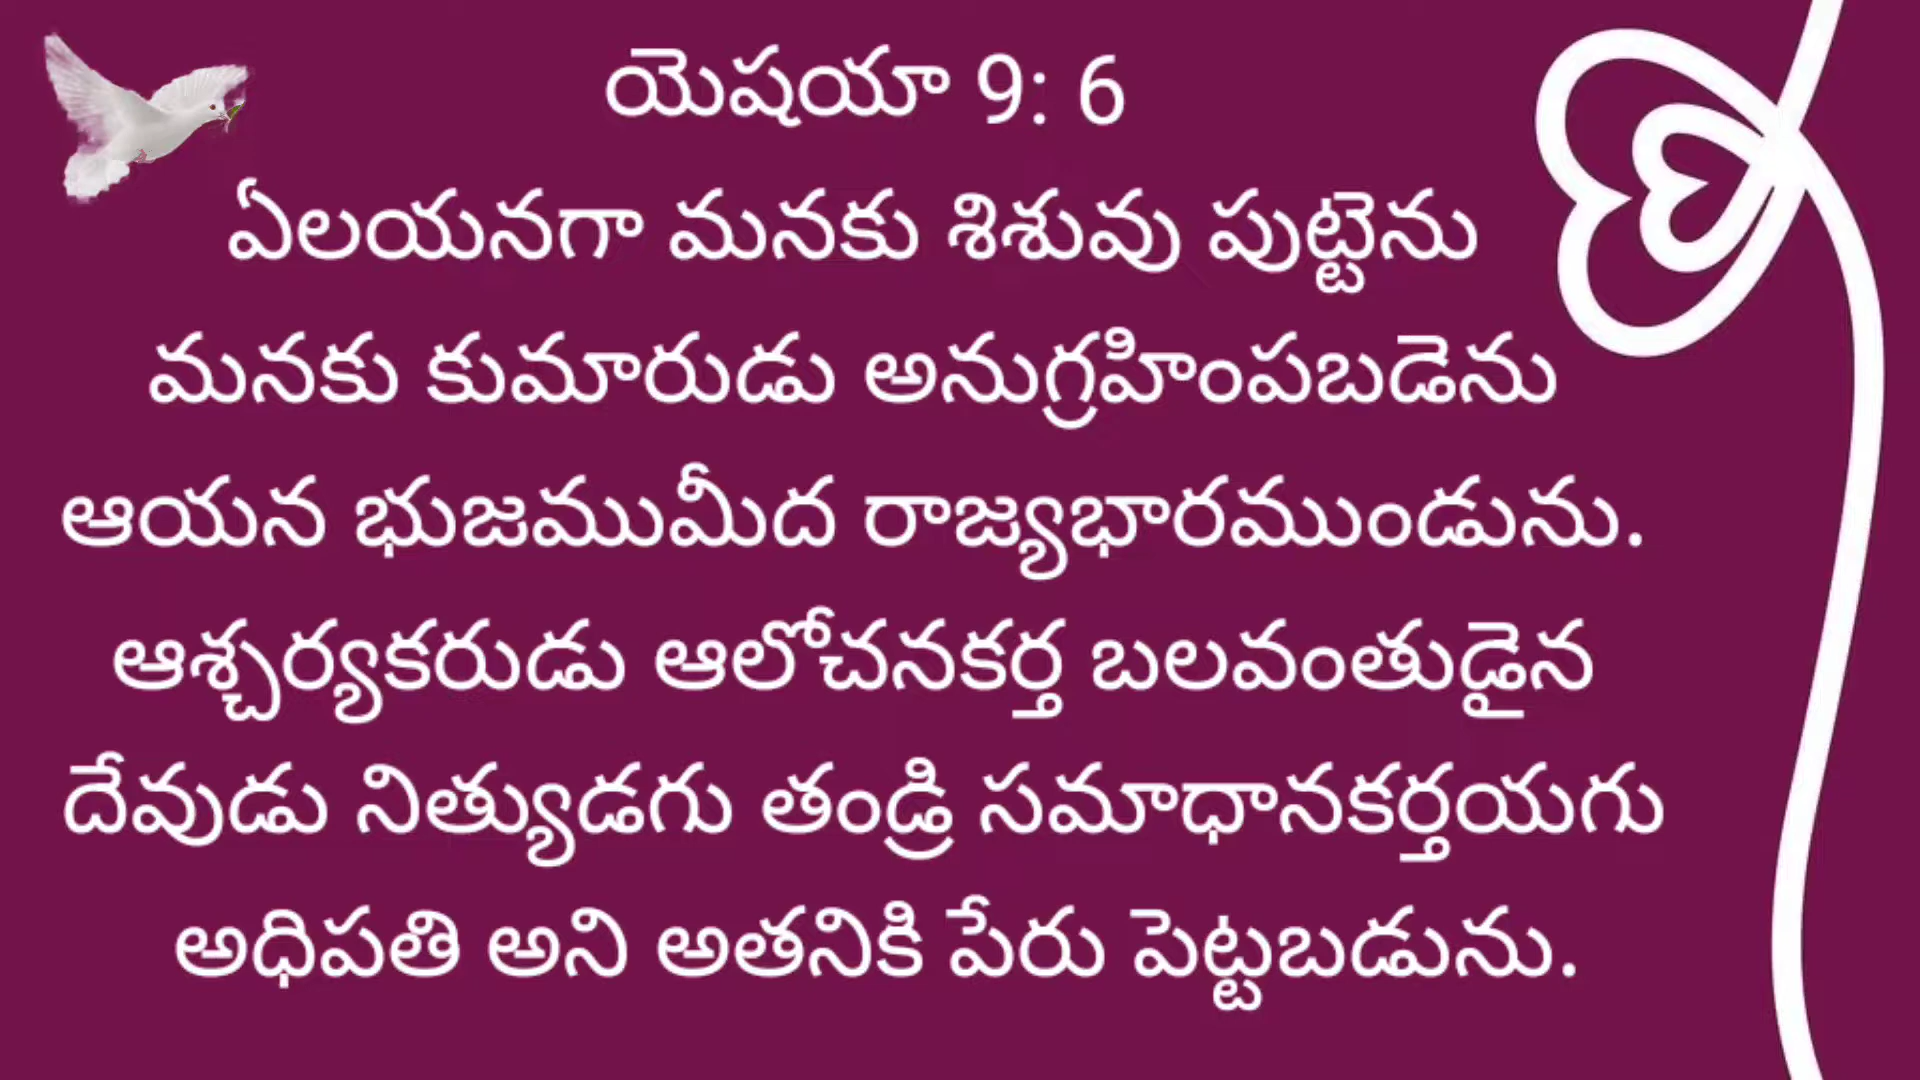 యెషయా 9: 6
ఏలయనగా మనకు శిశువు పుట్టెను
మనకు కుమారుడు అనుగ్రహింపబడెను
ఆయన భుజముమీద రాజ్యభారముండును.
ఆశ్చర్యకరుడు ఆలోచనకర్త బలవంతుడైన
దేవుడు నిత్యుడగు తండ్రి సమాధానకర్తయగు
అధిపతి అని అతనికి పేరు పెట్టబడును.